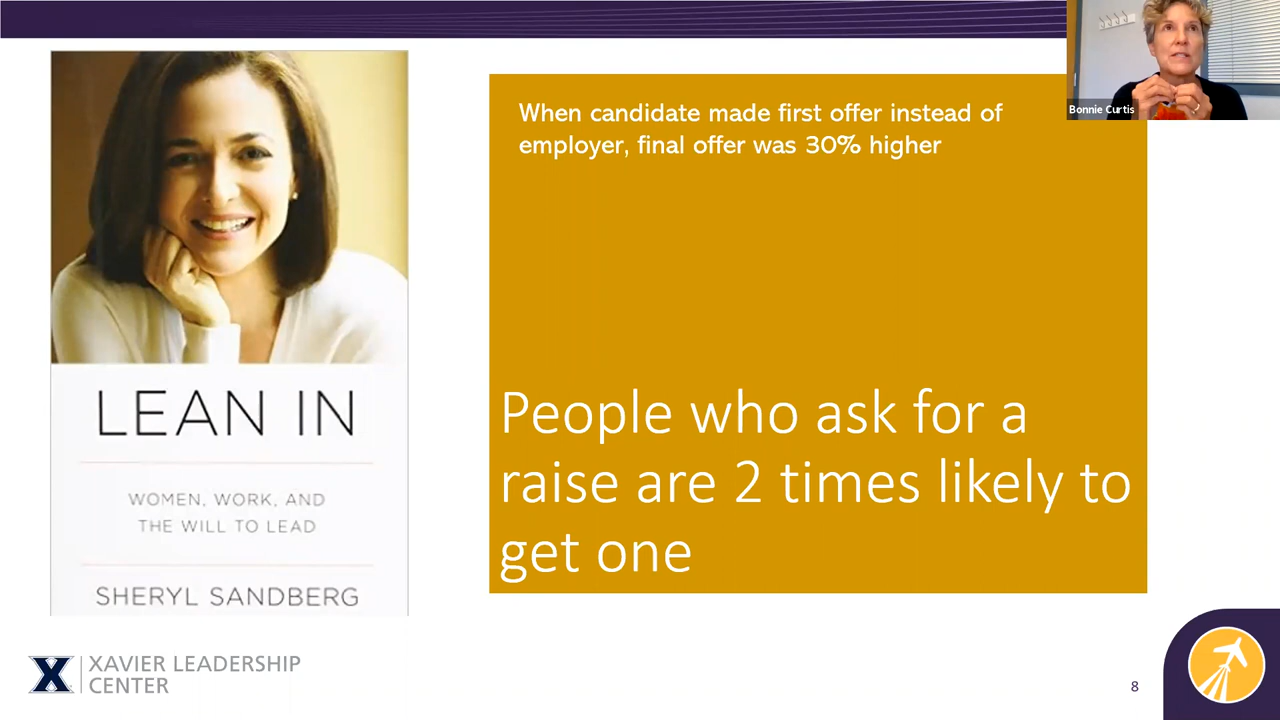 Bonnie Curtis
When candidate made first offer instead of
employer, final offer was 30% higher
People who ask for a
raise are 2 times likely to
get one
LEAN IN
WOMEN, WORK, AND
THE WILL TO LEAD
SHERYL SANDBERG
X
XAVIER LEADERSHIP
CENTER
8